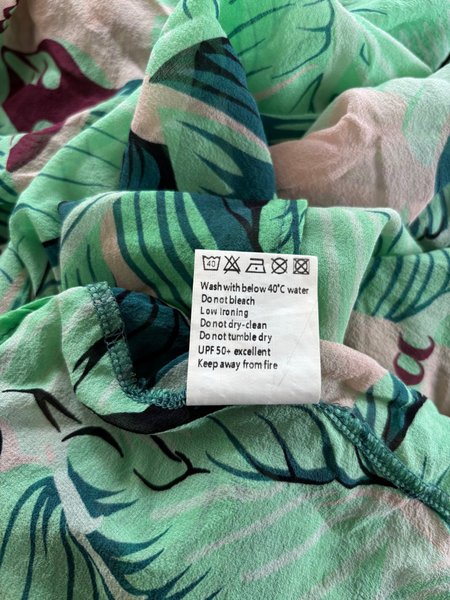 40
Wash with below 40°C water
Do not bleach
Low ironing
Do not dry-clean
Do not tumble dry
UPF 50+ excellent
Keep away from fire